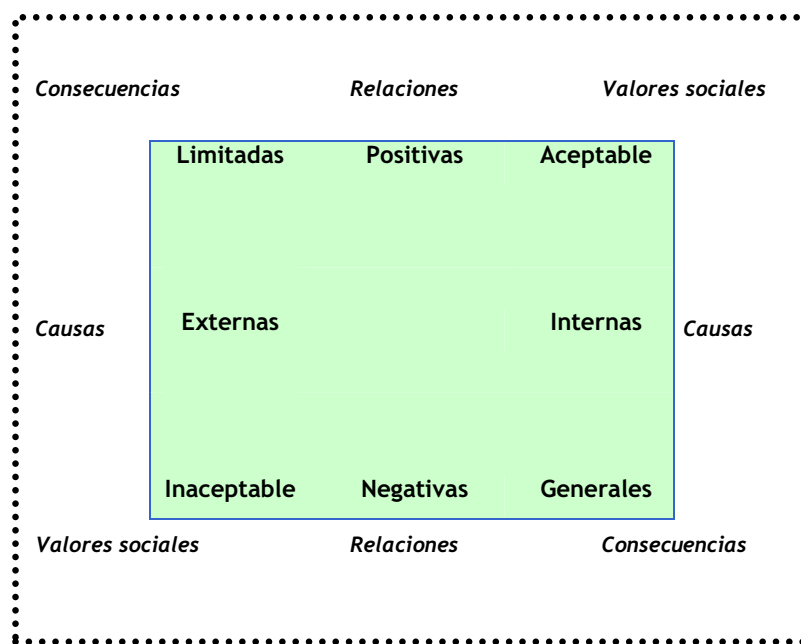 Consecuencias Relaciones Valores sociales
Limitadas Positivas Aceptable
Causas Externas Internas Causas
Inaceptable Negativas Generales
Valores sociales Relaciones Consecuencias